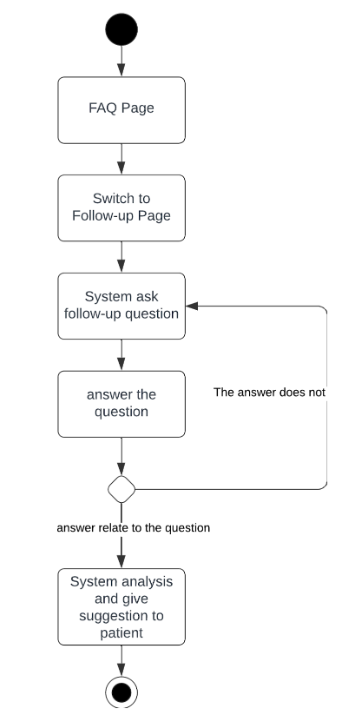 FAQ Page
Switch to
Follow-up Page
System ask
follow-up question
answer the
question
The answer does not
answer relate to the question
System analysis
and give
suggestion to
patient